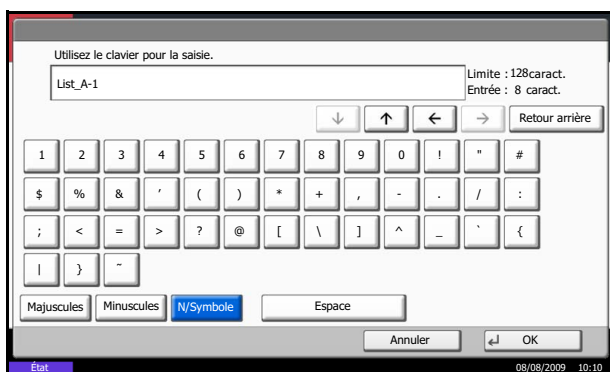 Utilisez le clavier pour la saisie.
List_A-1
Limite : 128caract.
Entrée : 8 caract.
↓ ↑ ← → Retour arrière
1 2 3 4 5 6 7 8 9 0 ! " #
$ % & ' ( ) * + , - . / :
; < = > ? @ [ \ ] ^ _ ` {
| } ~
Majuscules Minuscules N/Symbole Espace
Annuler OK
État 08/08/2009 10:10